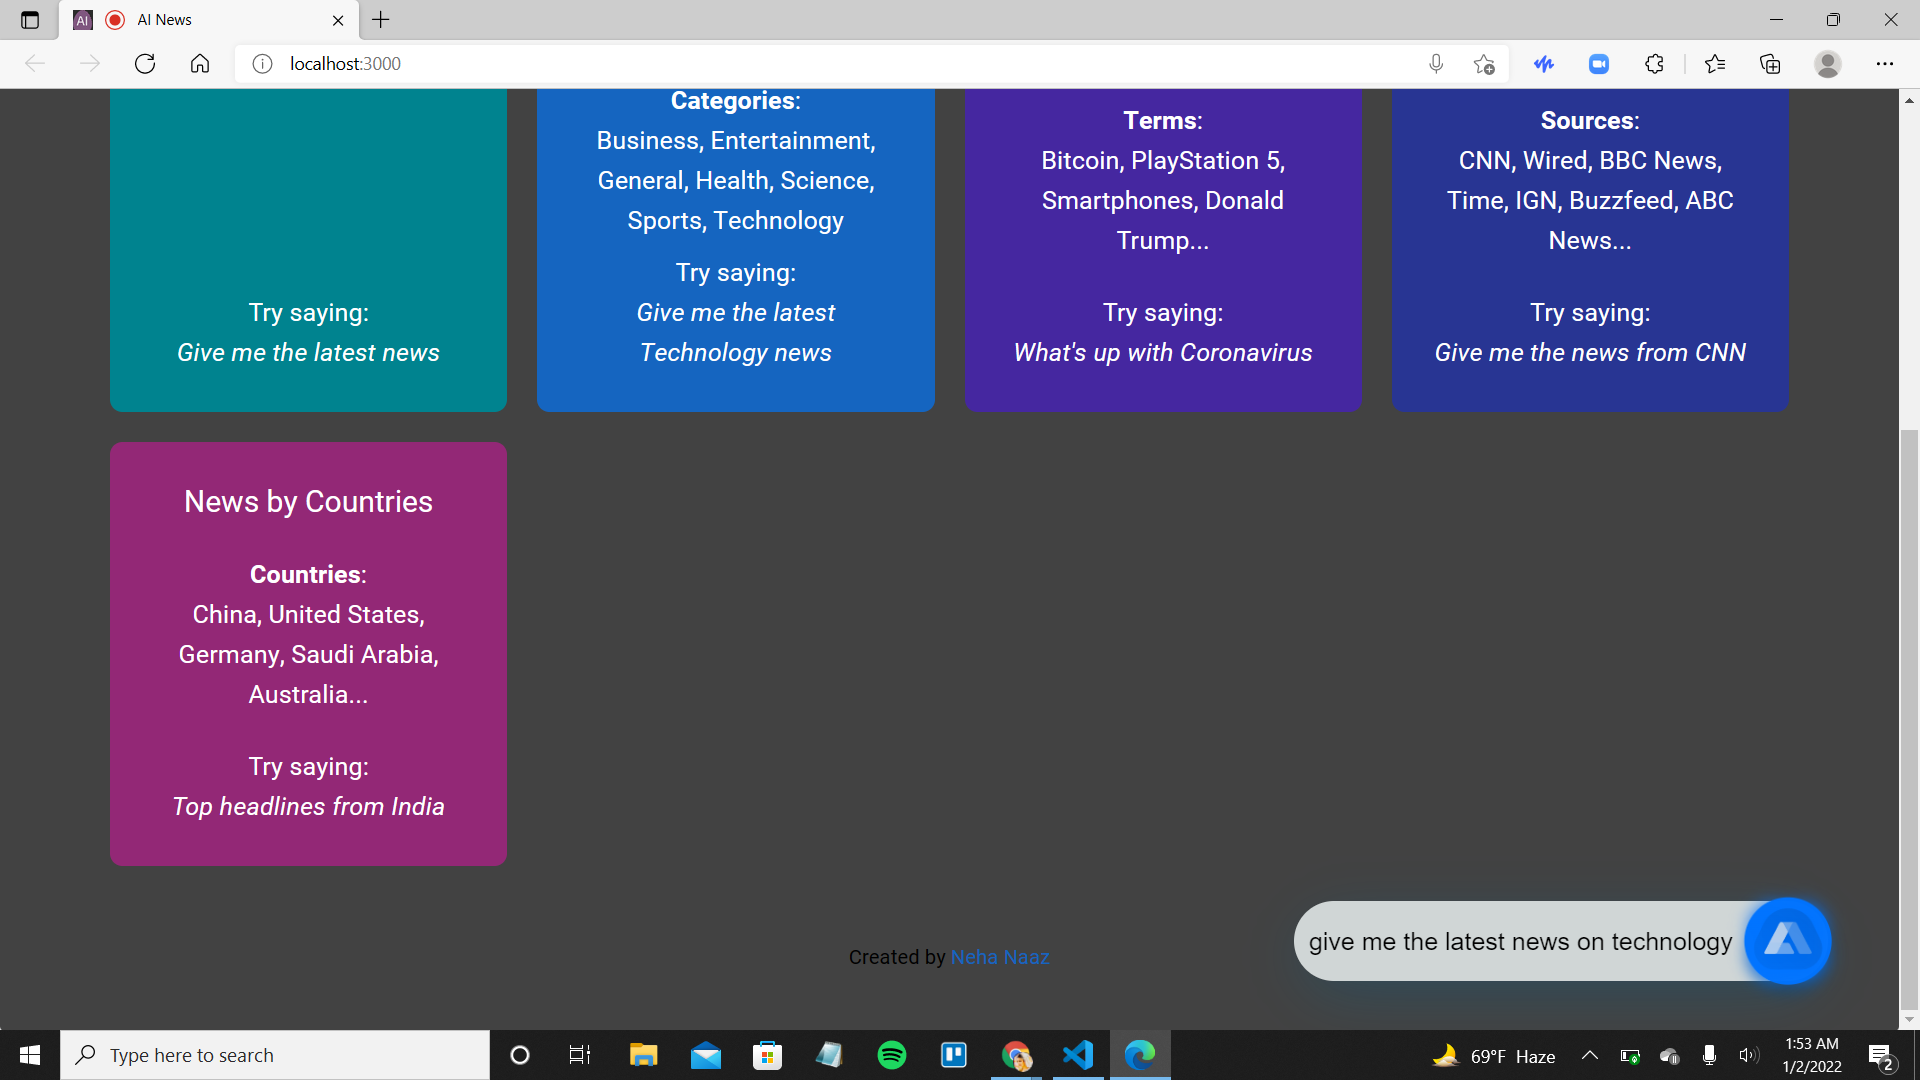 AI
AI News
localhost:3000
Try saying:
Give me the latest news
Categories:
Business, Entertainment,
General, Health, Science,
Sports, Technology
Try saying:
Give me the latest
Technology news
Terms:
Bitcoin, PlayStation 5,
Smartphones, Donald
Trump...
Try saying:
What's up with Coronavirus
Sources:
CNN, Wired, BBC News,
Time, IGN, Buzzfeed, ABC
News...
Try saying:
Give me the news from CNN
News by Countries
Countries:
China, United States,
Germany, Saudi Arabia,
Australia...
Try saying:
Top headlines from India
give me the latest news on technology
Created by Neha Naaz
Type here to search
69°F Haze
1:53 AM
1/2/2022
2